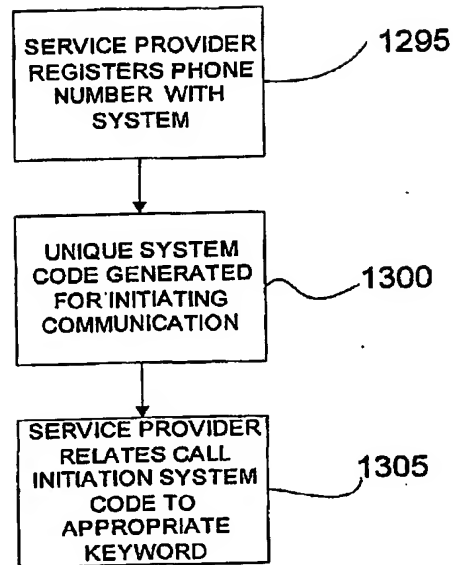 SERVICE PROVIDER
REGISTERS PHONE
NUMBER WITH
SYSTEM
1295
UNIQUE SYSTEM
CODE GENERATED
FOR INITIATING
COMMUNICATION
1300
SERVICE PROVIDER
RELATES CALL
INITIATION SYSTEM
CODE TO
APPROPRIATE
KEYWORD
1305